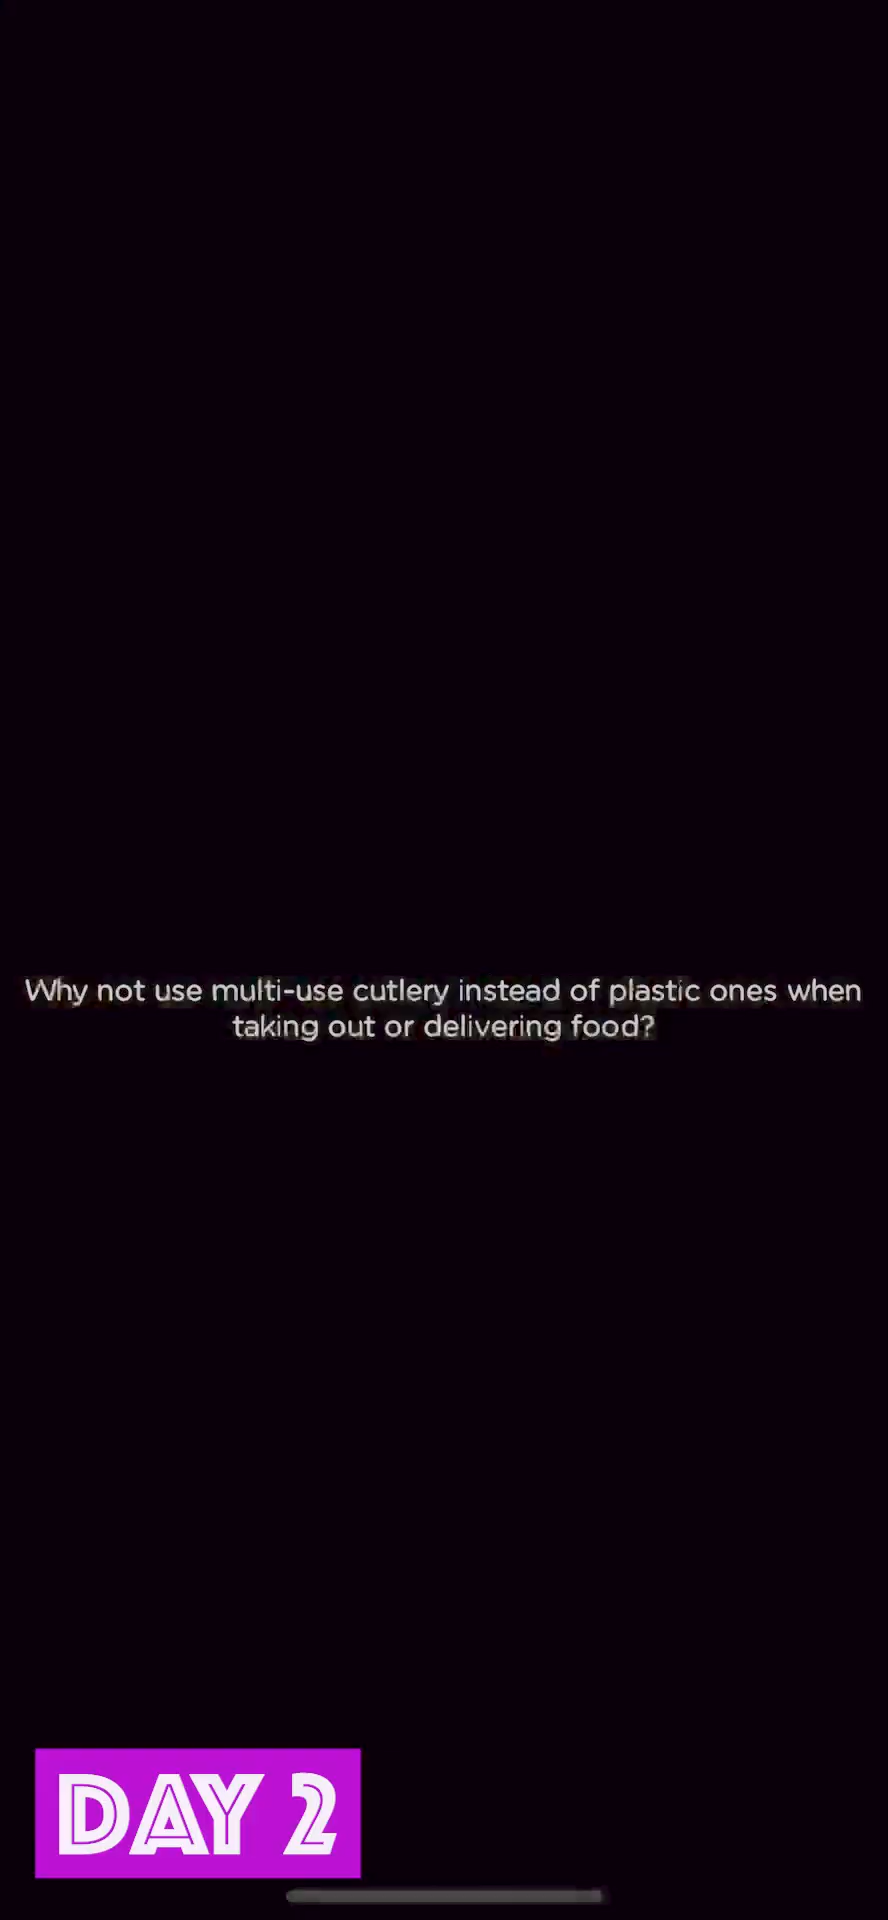 Why not use multi-use cutlery instead of plastic ones when
taking out or delivering food?
DAY 2